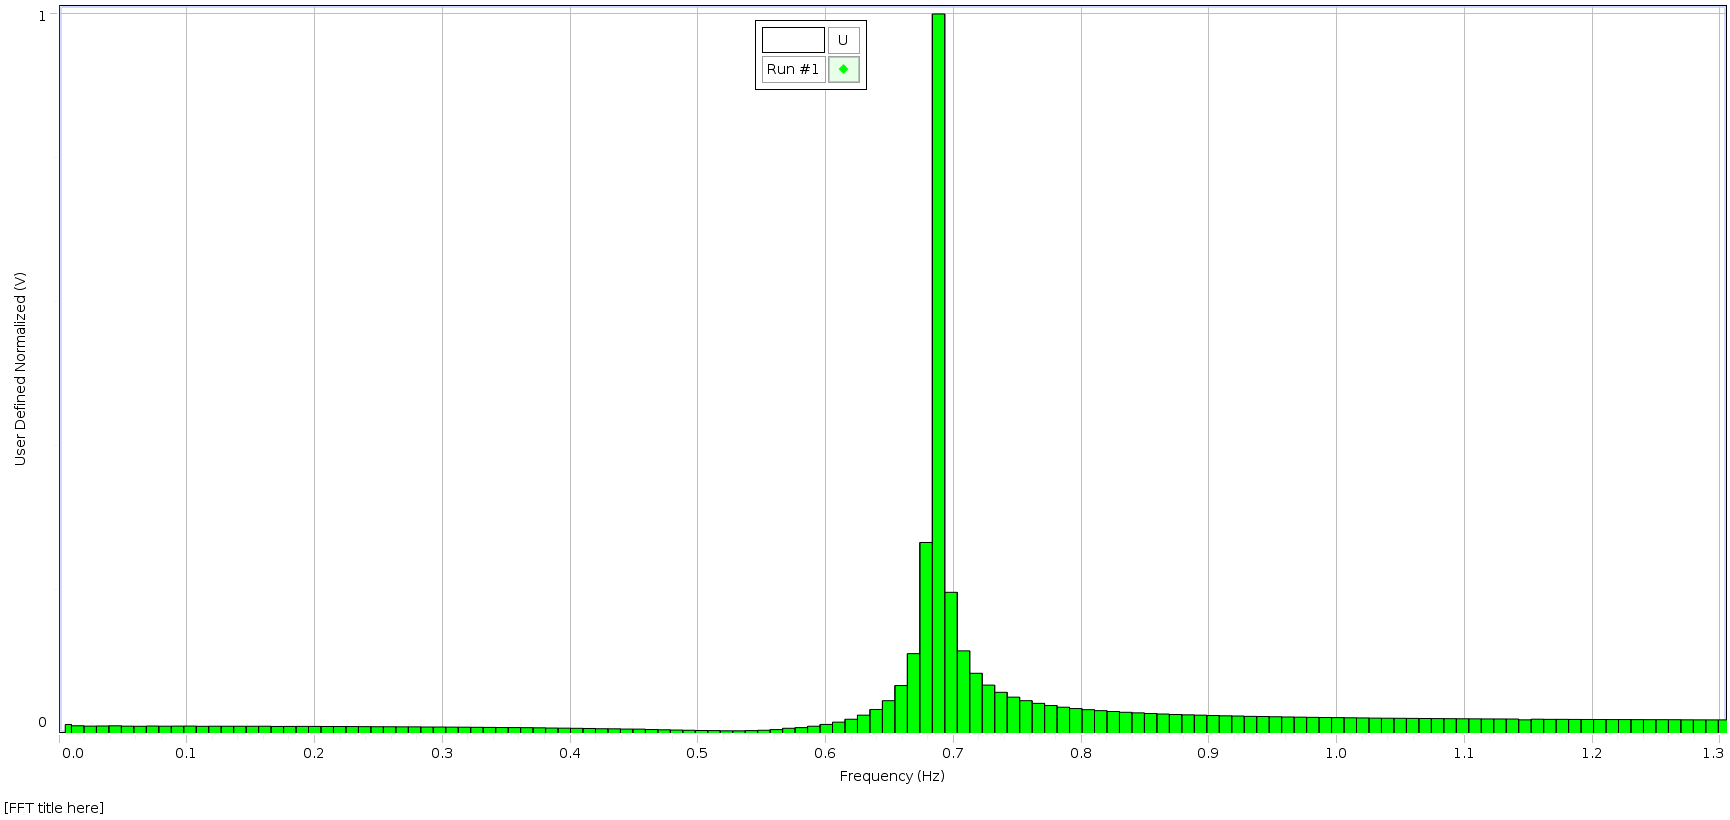 1
U
Run #1
User Defined Normalized (V)
0
0.0 0.1 0.2 0.3 0.4 0.5 0.6 0.7 0.8 0.9 1.0 1.1 1.2 1.3
Frequency (Hz)
[FFT title here]